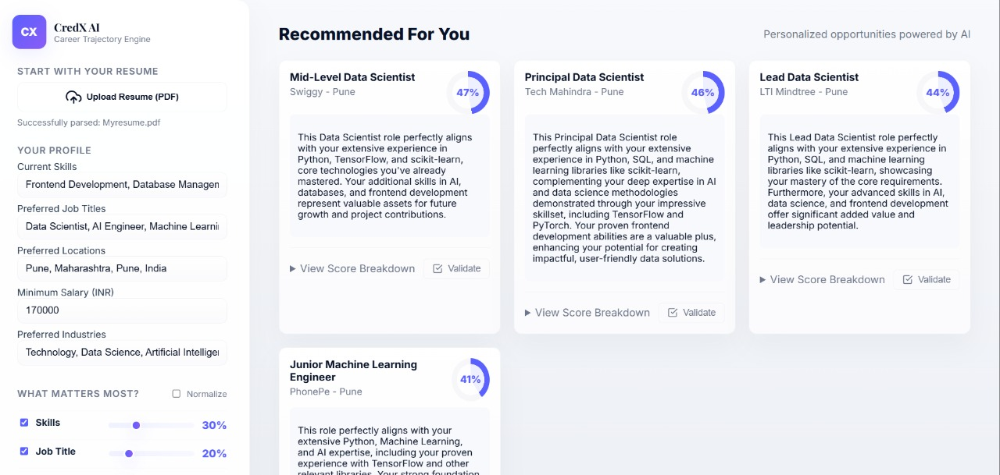 CX
CredX AI
Career Trajectory Engine
START WITH YOUR RESUME
Upload Resume (PDF)
Successfully parsed: Myresume.pdf
YOUR PROFILE
Current Skills
Frontend Development, Database Managen
Preferred Job Titles
Data Scientist, AI Engineer, Machine Learni
Preferred Locations
Pune, Maharashtra, Pune, India
Minimum Salary (INR)
170000
Preferred Industries
Technology, Data Science, Artificial Intelliger
WHAT MATTERS MOST?
Normalize
Skills
30%
Job Title
20%
Recommended For You
Personalized opportunities powered by AI
Mid-Level Data Scientist
Swiggy - Pune
47%
This Data Scientist role perfectly aligns
with your extensive experience in
Python, TensorFlow, and scikit-learn,
core technologies you've already
mastered. Your additional skills in AI,
databases, and frontend development
represent valuable assets for future
growth and project contributions.
View Score Breakdown
Validate
Principal Data Scientist
Tech Mahindra - Pune
46%
This Principal Data Scientist role
perfectly aligns with your extensive
experience in Python, SQL, and machine
learning libraries like scikit-learn,
complementing your deep expertise in AI
and data science methodologies
demonstrated through your impressive
skillset, including TensorFlow and
PyTorch. Your proven frontend
development abilities are a valuable plus,
enhancing your potential for creating
impactful, user-friendly data solutions.
View Score Breakdown
Validate
Lead Data Scientist
LTI Mindtree - Pune
44%
This Lead Data Scientist role perfectly
aligns with your extensive experience in
Python, SQL, and machine learning
libraries like scikit-learn, showcasing
your mastery of the core requirements.
Furthermore, your advanced skills in AI,
data science, and frontend development
offer significant added value and
leadership potential.
View Score Breakdown
Validate
Junior Machine Learning
Engineer
PhonePe - Pune
41%
This role perfectly aligns with your
extensive Python, Machine Learning,
and AI expertise, including your proven
experience with TensorFlow and other
relevant libraries. Your strong foundation